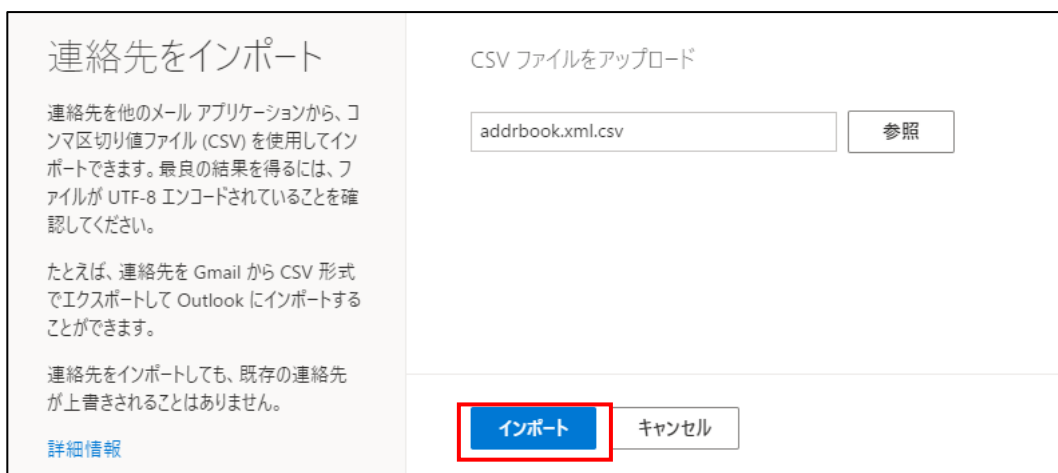 連絡先をインポート
連絡先を他のメール アプリケーションから、コ
ンマ区切り値ファイル (CSV) を使用してイン
ポートできます。最良の結果を得るには、フ
ァイルが UTF-8 エンコードされていることを確
認してください。
たとえば、連絡先を Gmail から CSV 形式
でエクスポートして Outlook にインポートする
ことができます。
連絡先をインポートしても、既存の連絡先
が上書きされることはありません。
詳細情報
CSV ファイルをアップロード
addrbook.xml.csv
参照
インポート
キャンセル